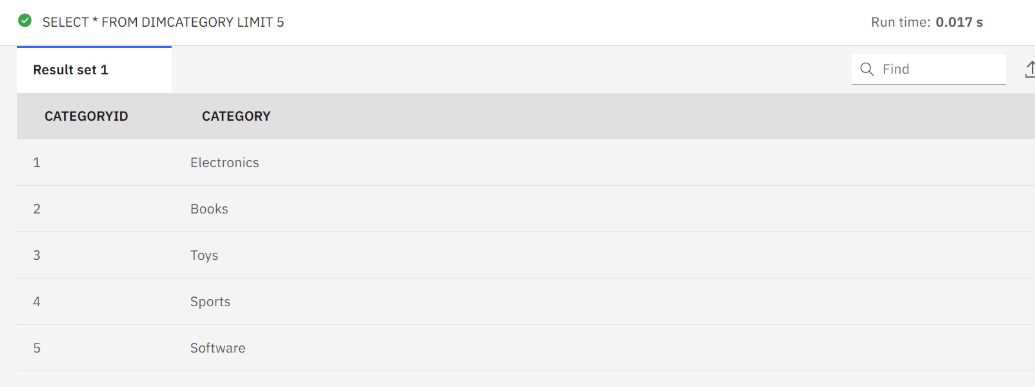 SELECT * FROM DIMCATEGORY LIMIT 5 Run time: 0.017 s
Result set 1 Find
CATEGORYID CATEGORY
1 Electronics
2 Books
3 Toys
4 Sports
5 Software